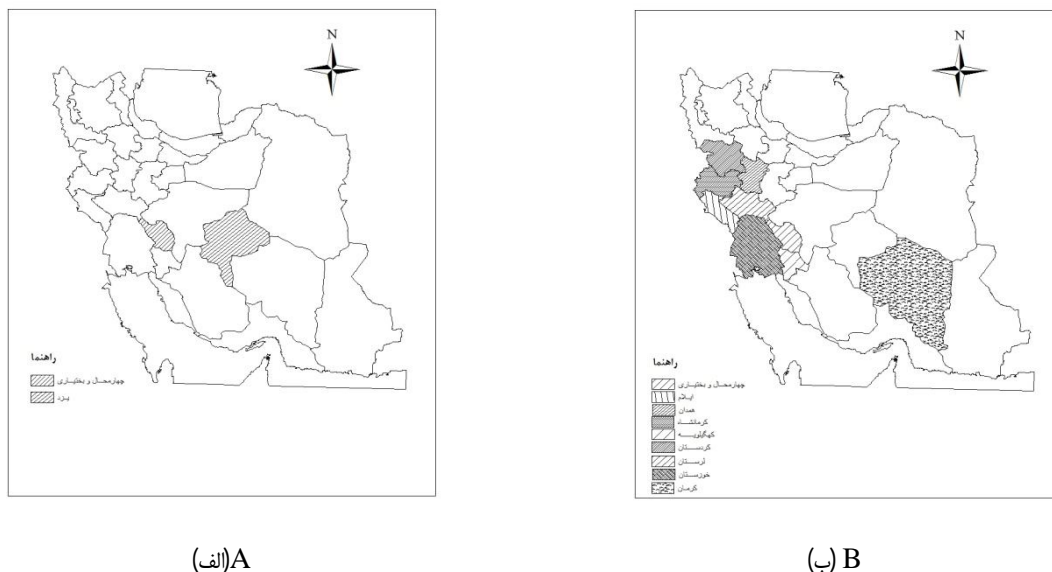 N
راهنما
چهارمحال و بختیاری
یزد
A(الف)
N
راهنما
چهارمحال و بختیاری
ایلام
همدان
کرمانشاه
کهگیلویه
کردستان
لرستان
خوزستان
کرمان
B (ب)